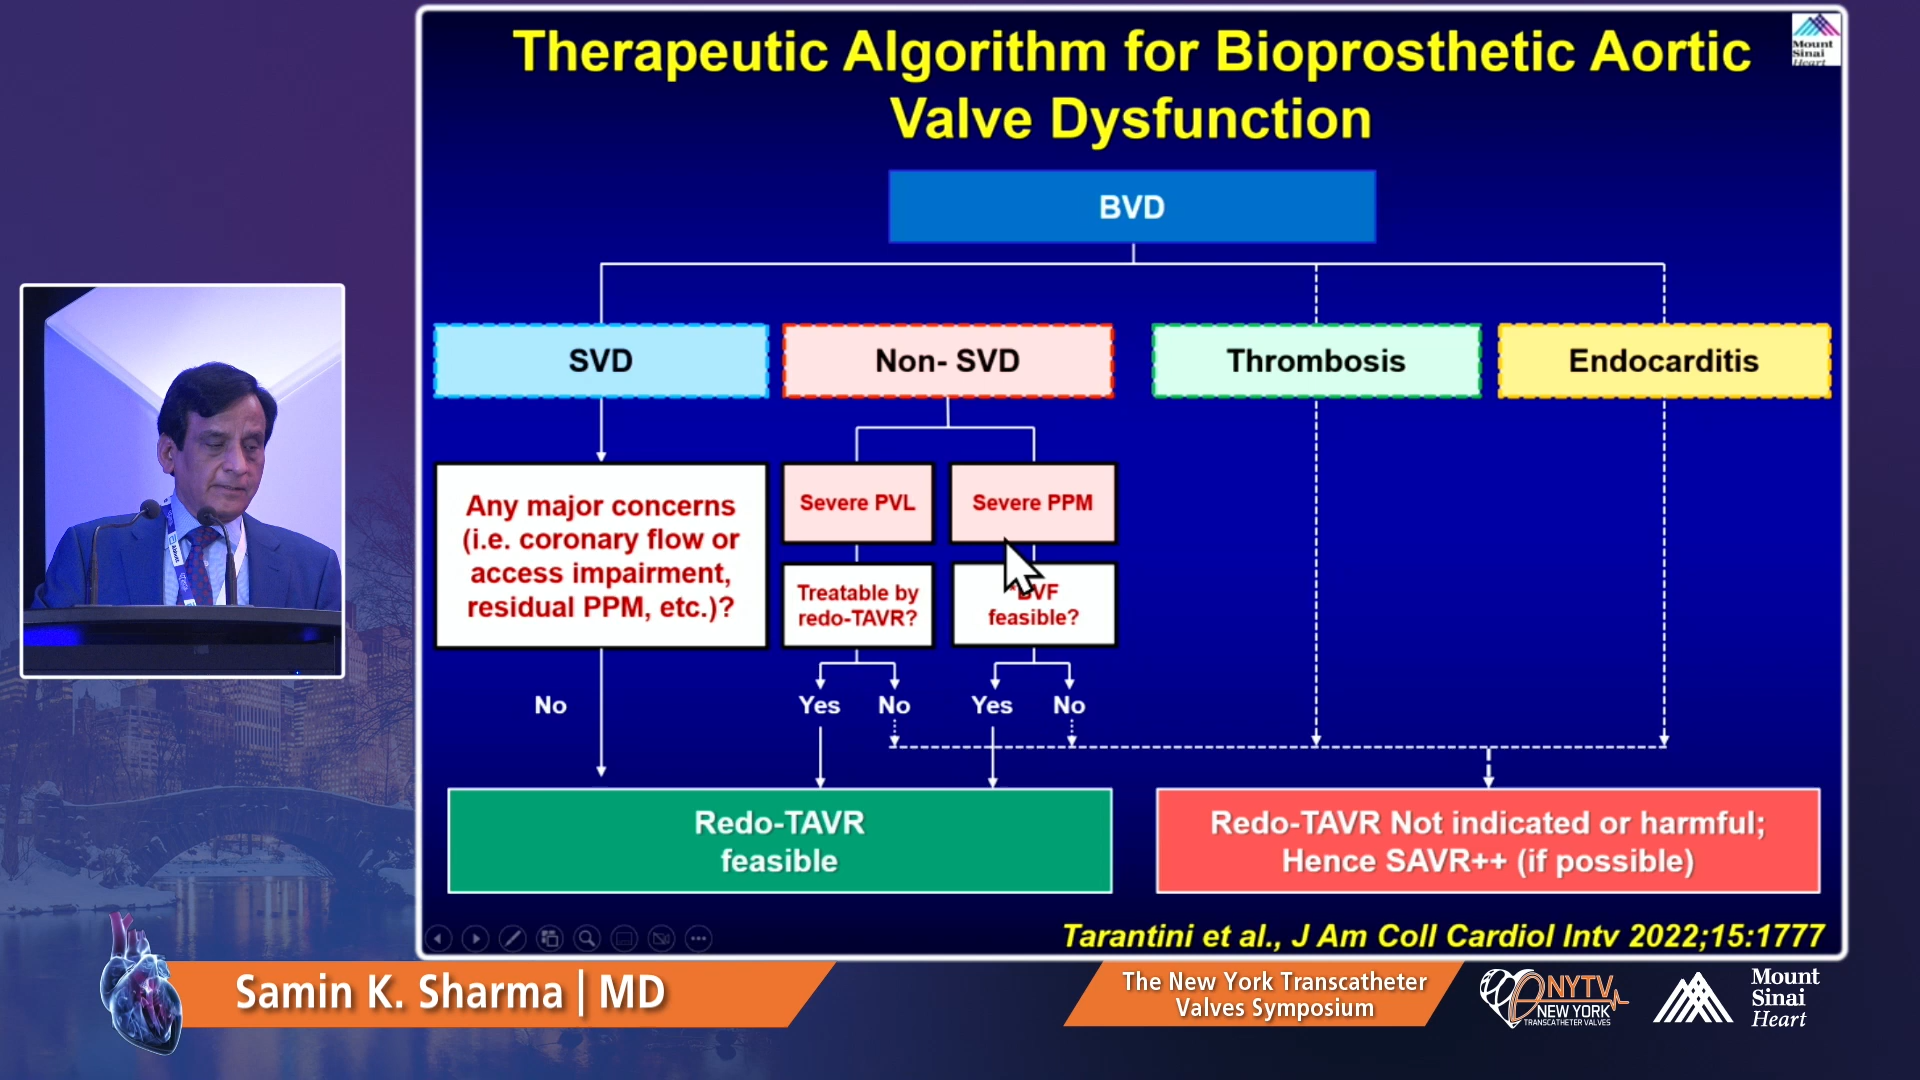 Therapeutic Algorithm for Bioprosthetic Aortic
Valve Dysfunction
Mount
Sinai
Heart
BVD
SVD
Non- SVD
Thrombosis
Endocarditis
Any major concerns
(i.e. coronary flow or
access impairment,
residual PPM, etc.)?
Severe PVL
Severe PPM
Treatable by
redo-TAVR?
feasible?
No
Yes
No
Yes
No
Redo-TAVR
feasible
Redo-TAVR Not indicated or harmful;
Hence SAVR++ (if possible)
Tarantini et al., J Am Coll Cardiol Intv 2022;15:1777
Samin K. Sharma | MD
The New York Transcatheter
Valves Symposium
NYTV
NEW YORK
TRANSCATHETER VALVES
Mount
Sinai
Heart